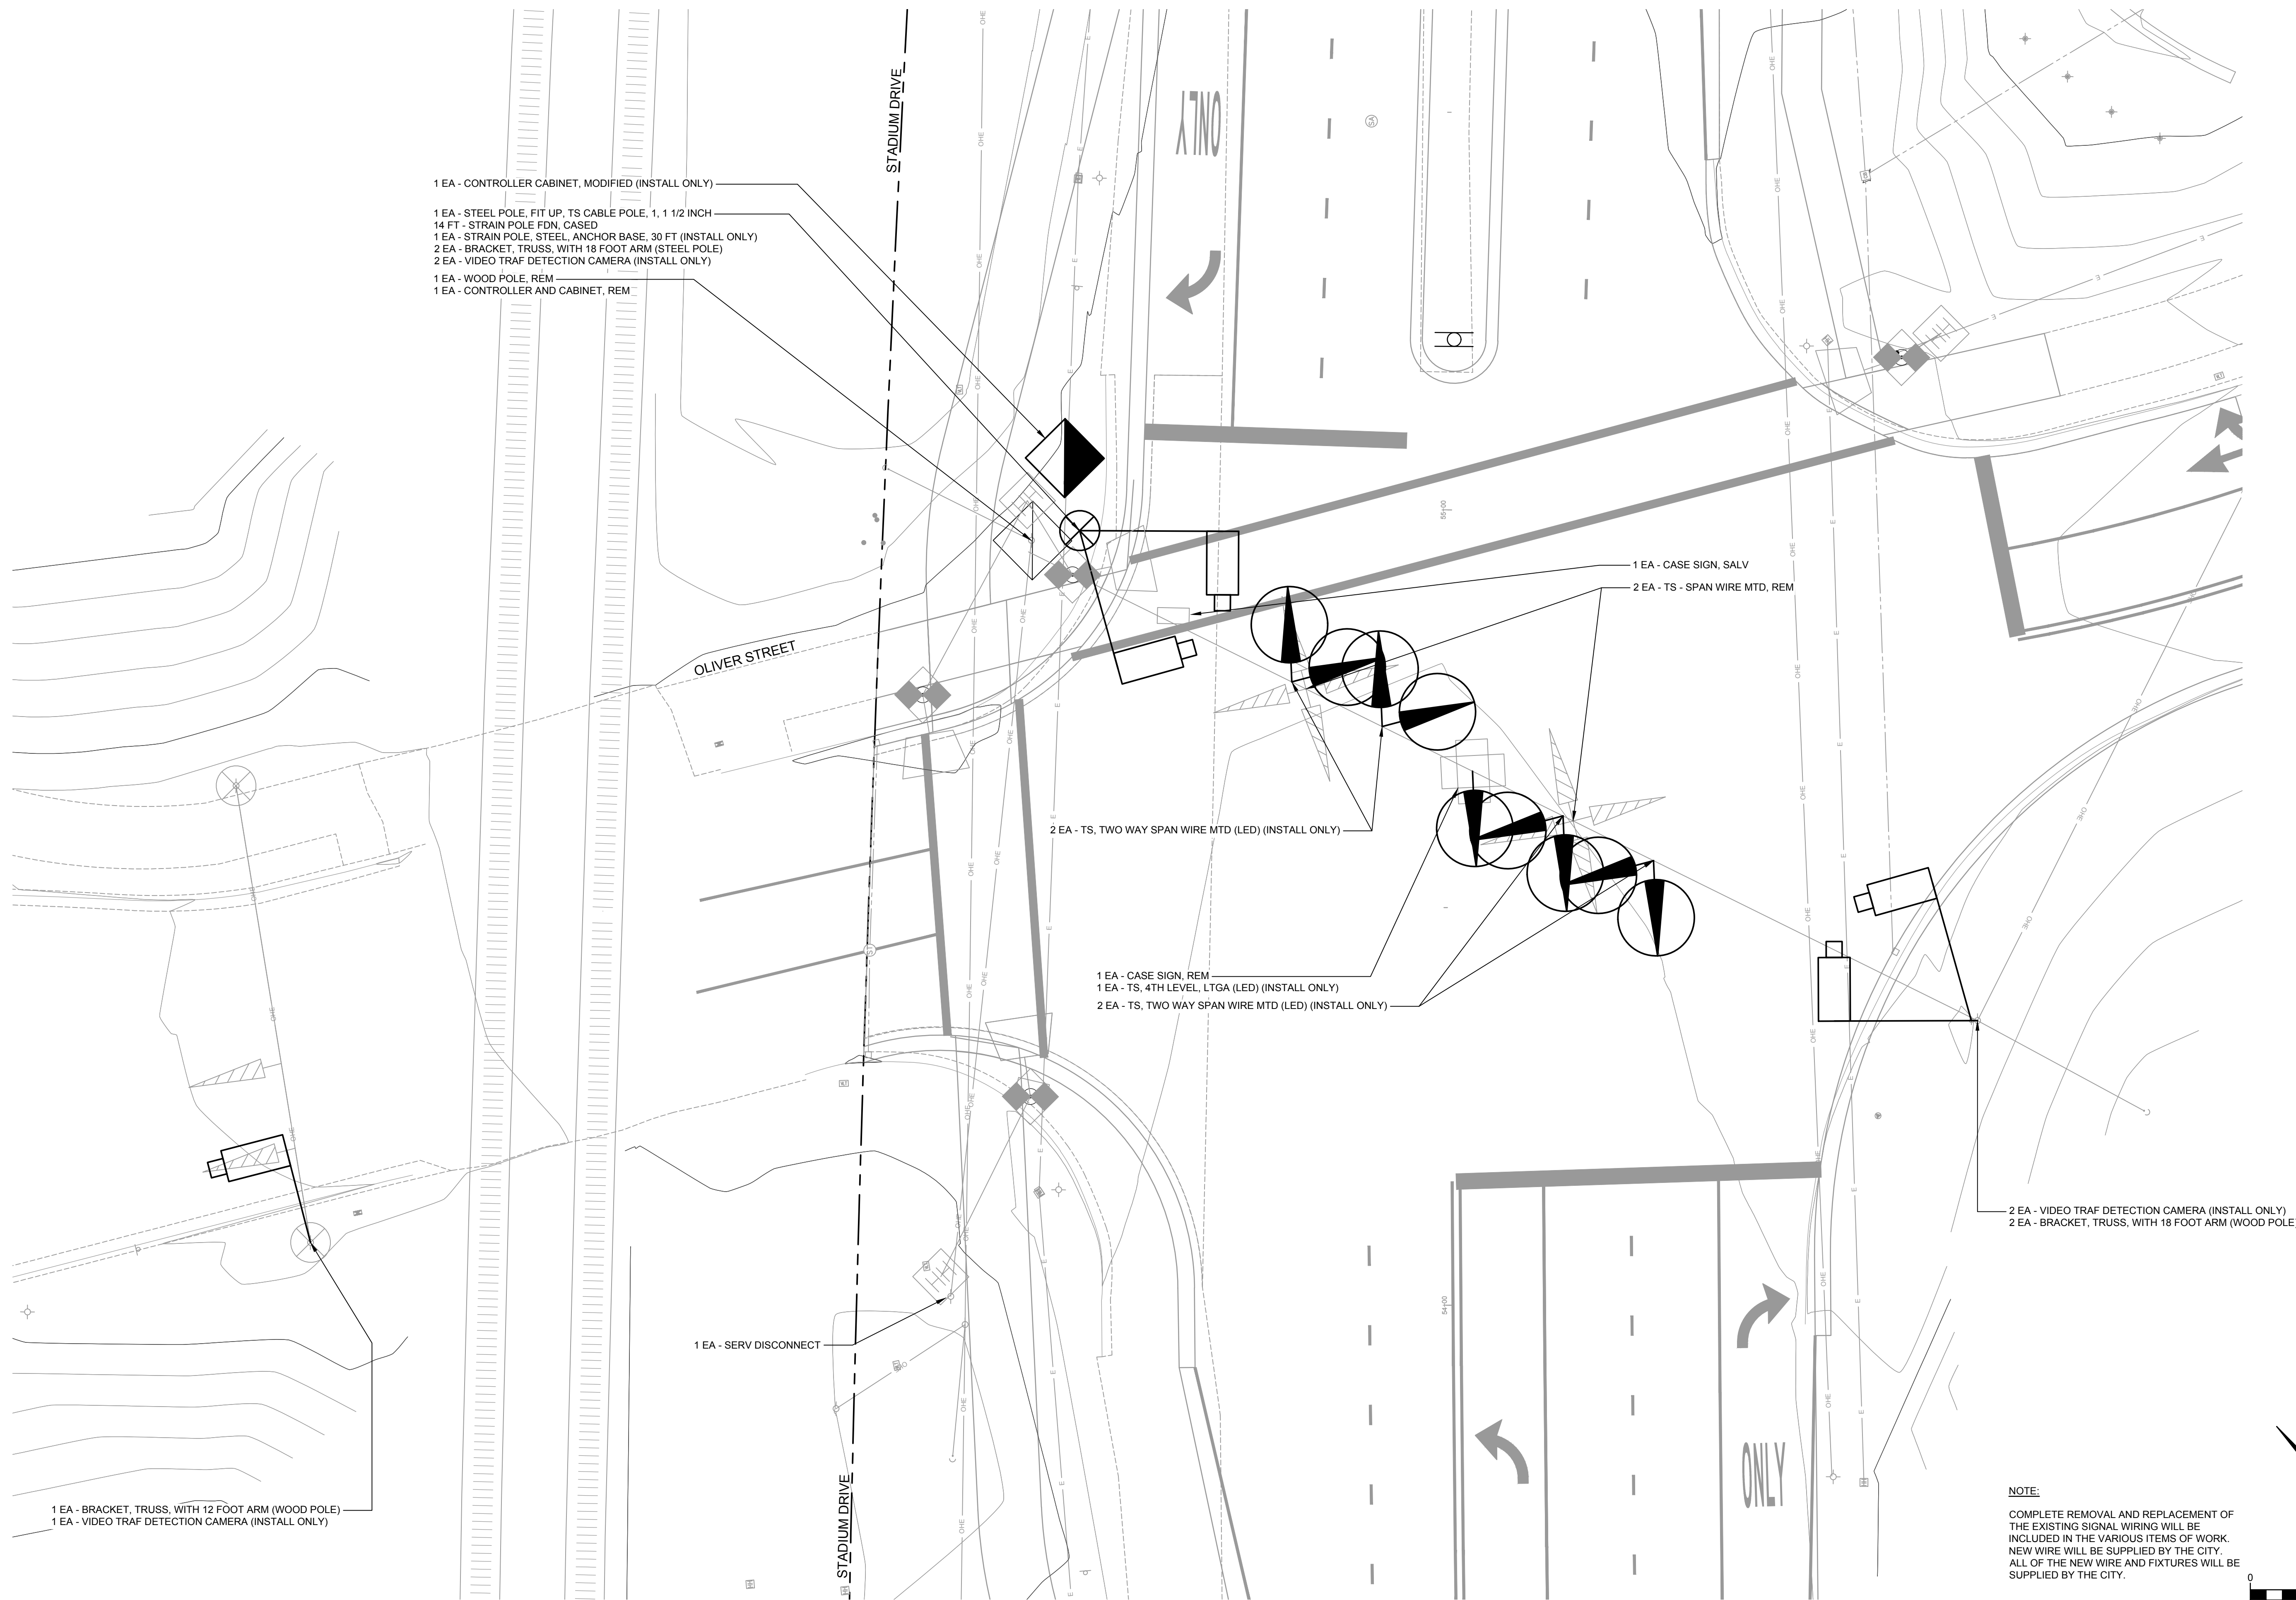 STADIUM DRIVE
ONLY
1 EA - CONTROLLER CABINET, MODIFIED (INSTALL ONLY)
1 EA - STEEL POLE, FIT UP, TS CABLE POLE, 1, 1 1/2 INCH
14 FT - STRAIN POLE FDN, CASED
1 EA - STRAIN POLE, STEEL, ANCHOR BASE, 30 FT (INSTALL ONLY)
2 EA - BRACKET, TRUSS, WITH 18 FOOT ARM (STEEL POLE)
2 EA - VIDEO TRAF DETECTION CAMERA (INSTALL ONLY)
1 EA - WOOD POLE, REM
1 EA - CONTROLLER AND CABINET, REM
55+00
1 EA - CASE SIGN, SALV
2 EA - TS - SPAN WIRE MTD, REM
OLIVER STREET
2 EA - TS, TWO WAY SPAN WIRE MTD (LED) (INSTALL ONLY)
1 EA - CASE SIGN, REM
1 EA - TS, 4TH LEVEL, LTGA (LED) (INSTALL ONLY)
2 EA - TS, TWO WAY SPAN WIRE MTD (LED) (INSTALL ONLY)
2 EA - VIDEO TRAF DETECTION CAMERA (INSTALL ONLY)
2 EA - BRACKET, TRUSS, WITH 18 FOOT ARM (WOOD POLE
54+00
1 EA - SERV DISCONNECT
ONLY
1 EA - BRACKET, TRUSS, WITH 12 FOOT ARM (WOOD POLE)
1 EA - VIDEO TRAF DETECTION CAMERA (INSTALL ONLY)
STADIUM DRIVE
NOTE:
COMPLETE REMOVAL AND REPLACEMENT OF
THE EXISTING SIGNAL WIRING WILL BE
INCLUDED IN THE VARIOUS ITEMS OF WORK.
NEW WIRE WILL BE SUPPLIED BY THE CITY.
ALL OF THE NEW WIRE AND FIXTURES WILL BE
SUPPLIED BY THE CITY.
0
OHE
E